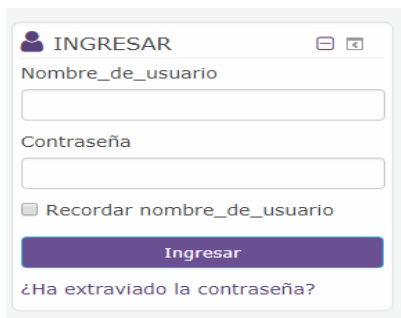 INGRESAR
Nombre_de_usuario
Contraseña
Recordar nombre_de_usuario
Ingresar
¿Ha extraviado la contraseña?